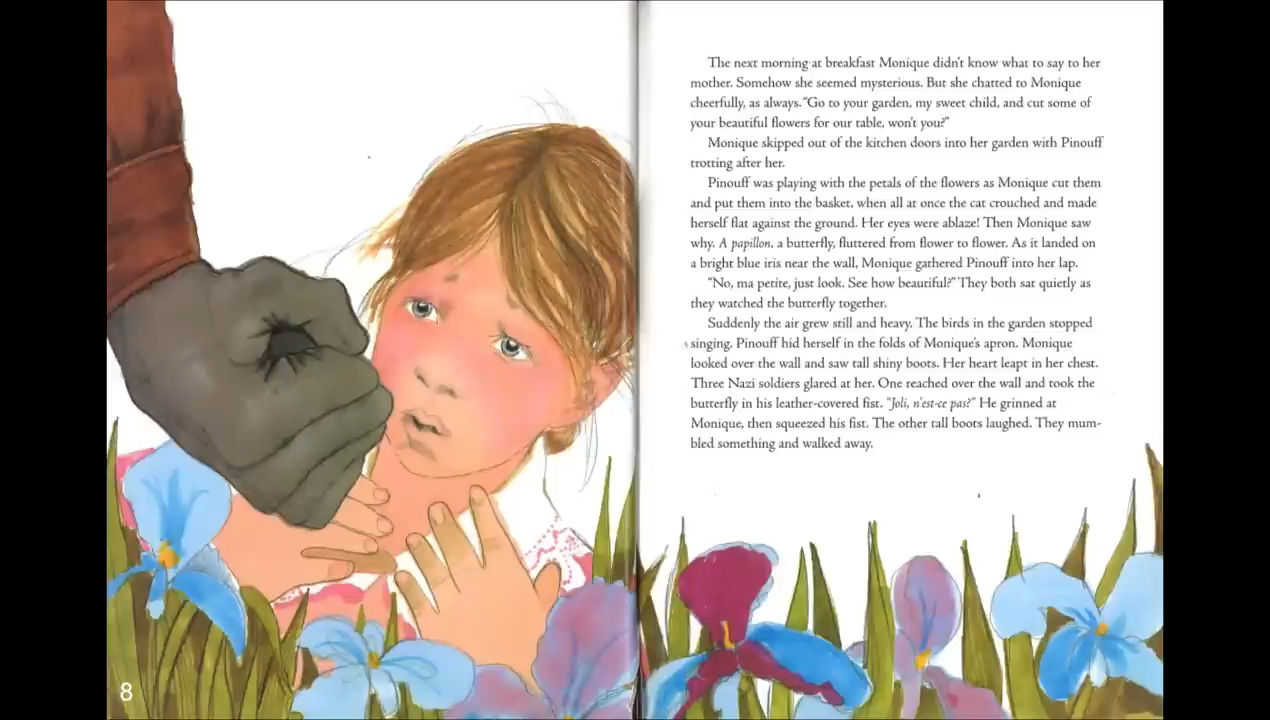 The next morning at breakfast Monique didn't know what to say to her
mother. Somehow she seemed mysterious. But she chatted to Monique
cheerfully, as always. "Go to your garden, my sweet child, and cut some of
your beautiful flowers for our table, won't you?"
Monique skipped out of the kitchen doors into her garden with Pinouff
trotting after her.
Pinouff was playing with the petals of the flowers as Monique cut them
and put them into the basket, when all at once the cat crouched and made
herself flat against the ground. Her eyes were ablaze! Then Monique saw
why. A papillon, a butterfly, fluttered from flower to flower. As it landed on
a bright blue iris near the wall, Monique gathered Pinouff into her lap.
"No, ma petite, just look. See how beautiful?" They both sat quietly as
they watched the butterfly together.
Suddenly the air grew still and heavy. The birds in the garden stopped
singing. Pinouff hid herself in the folds of Monique's apron. Monique
looked over the wall and saw tall shiny boots. Her heart leapt in her chest.
Three Nazi soldiers glared at her. One reached over the wall and took the
butterfly in his leather-covered fist. "Joli, n'est-ce pas?" He grinned at
Monique, then squeezed his fist. The other tall boots laughed. They mum-
bled something and walked away.
8